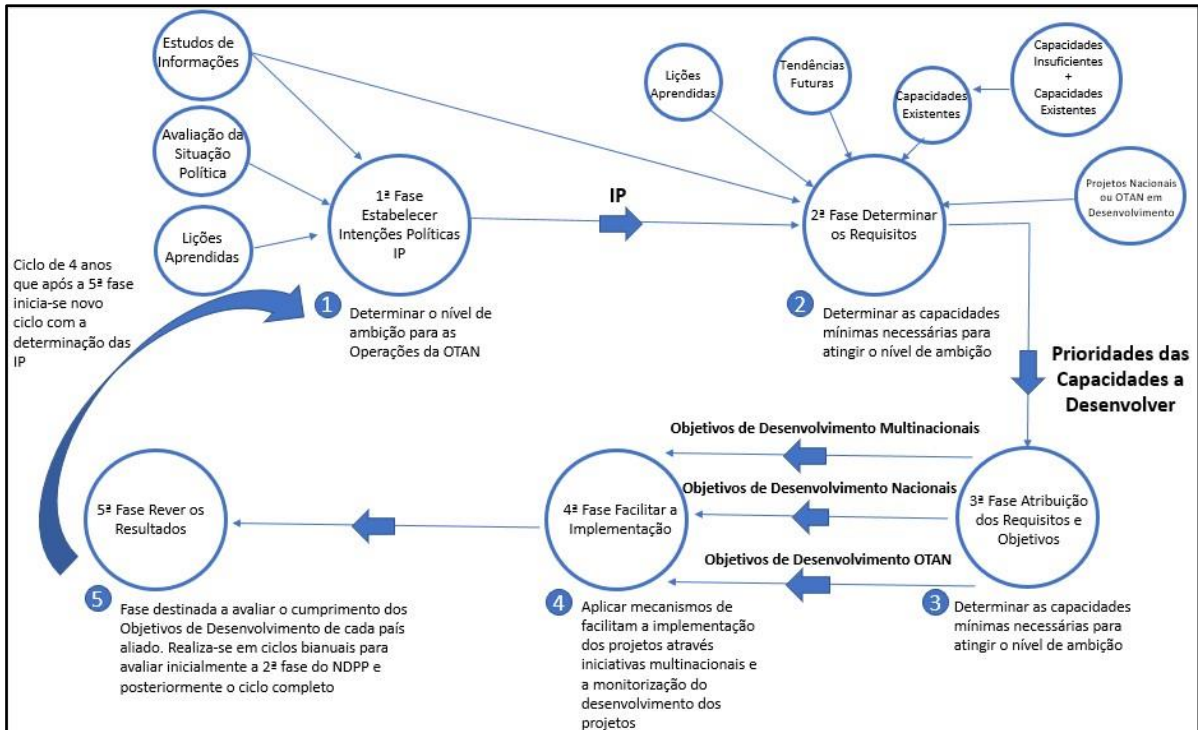 Estudos de
Informações
Avaliação da
Situação
Política
Lições
Aprendidas
1ª Fase
Estabelecer
Intenções Políticas
IP
IP
Lições
Aprendidas
Tendências
Futuras
Capacidades
Existentes
Capacidades
Insuficientes
+
Capacidades
Existentes
Projetos Nacionais
ou OTAN em
Desenvolvimento
2ª Fase Determinar
os Requisitos
Ciclo de 4 anos
que após a 5ª fase
inicia-se novo
ciclo com a
determinação das
IP
1
Determinar o nível de
ambição para as
Operações da OTAN
2
Determinar as capacidades
mínimas necessárias para
atingir o nível de ambição
Prioridades das
Capacidades a
Desenvolver
Objetivos de Desenvolvimento Multinacionais
Objetivos de Desenvolvimento Nacionais
Objetivos de Desenvolvimento OTAN
3ª Fase Atribuição
dos Requisitos e
Objetivos
3
Determinar as capacidades
mínimas necessárias para
atingir o nível de ambição
4ª Fase Facilitar a
Implementação
4
Aplicar mecanismos de
facilitam a implementação
dos projetos através
iniciativas multinacionais e
a monitorização do
desenvolvimento dos
projetos
5ª Fase Rever os
Resultados
5
Fase destinada a avaliar o cumprimento dos
Objetivos de Desenvolvimento de cada país
aliado. Realiza-se em ciclos bianuais para
avaliar inicialmente a 2ª fase do NDPP e
posteriormente o ciclo completo